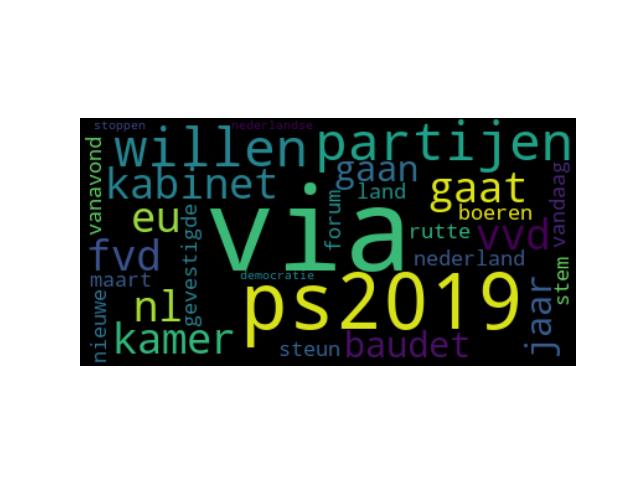 stoppen
nederlandse
willen
partijen
vanavond
kabinet
gaan
land
gaat
vandaag
eu
via
forum
boeren
rutte
vvd
fvd
gevestigde
nederland
maart
democratie
stem
nl
ps2019
jaar
nieuwe
kamer
steun
baudet